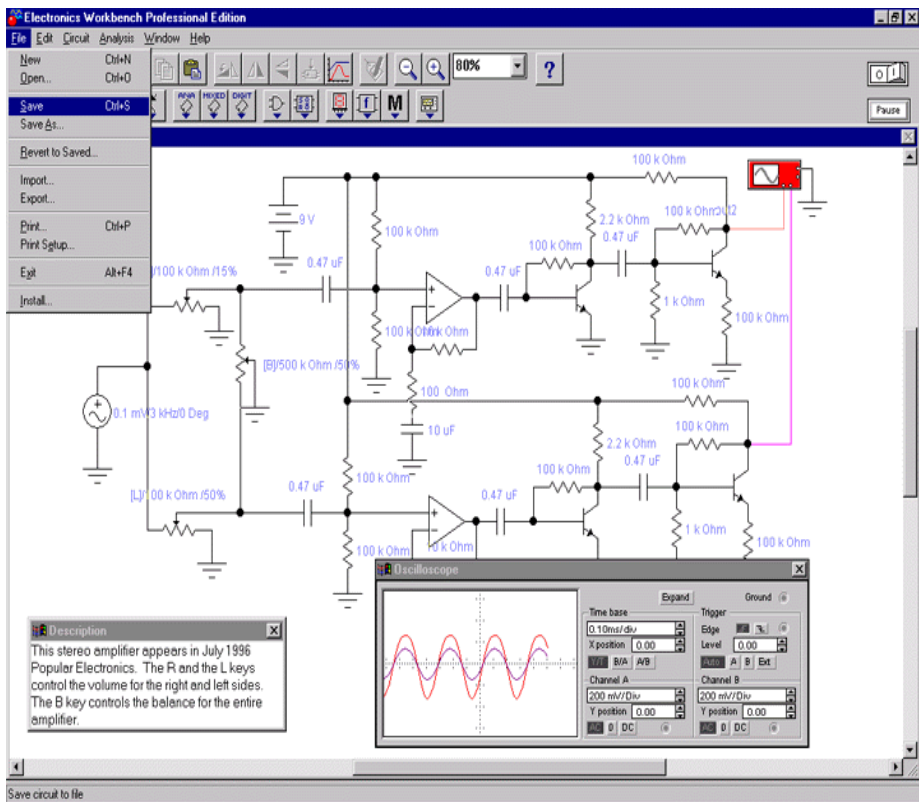 Electronics Workbench Professional Edition
File Edit Circuit Analysis Window Help
New Ctrl+N
Open... Ctrl+O
Save Ctrl+S
Save As...
Revert to Saved...
Import...
Export...
Print... Ctrl+P
Print Setup...
Exit Alt+F4
Install...
80%
?
ANA MIXED DIGIT
M
Pause
100 k Ohm
9 V
100 k Ohm
2.2 k Ohm
100 k Ohm
0.47 uF
100 k Ohm
0.47 uF
0.47 uF
/100 k Ohm /15%
1 k Ohm
100 k Ohm
100 k Ohm
[B]/500 k Ohm /50%
100 Ohm
100 k Ohm
0.1 mV/3 kHz/0 Deg
10 uF
100 k Ohm
2.2 k Ohm
0.47 uF
100 k Ohm
100 k Ohm
[L]/100 k Ohm /50%
0.47 uF
0.47 uF
1 k Ohm
100 k Ohm
100 k Ohm
10 k Ohm
Oscilloscope
Expand Ground
Time base Trigger
0.10ms/div Edge
X position 0.00 Level 0.00
Y/T B/A A/B Auto A B Ext
Channel A Channel B
200 mV/Div 200 mV/Div
Y position 0.00 Y position 0.00
AC 0 DC AC 0 DC
Description
This stereo amplifier appears in July 1996
Popular Electronics. The R and the L keys
control the volume for the right and left sides.
The B key controls the balance for the entire
amplifier.
Save circuit to file